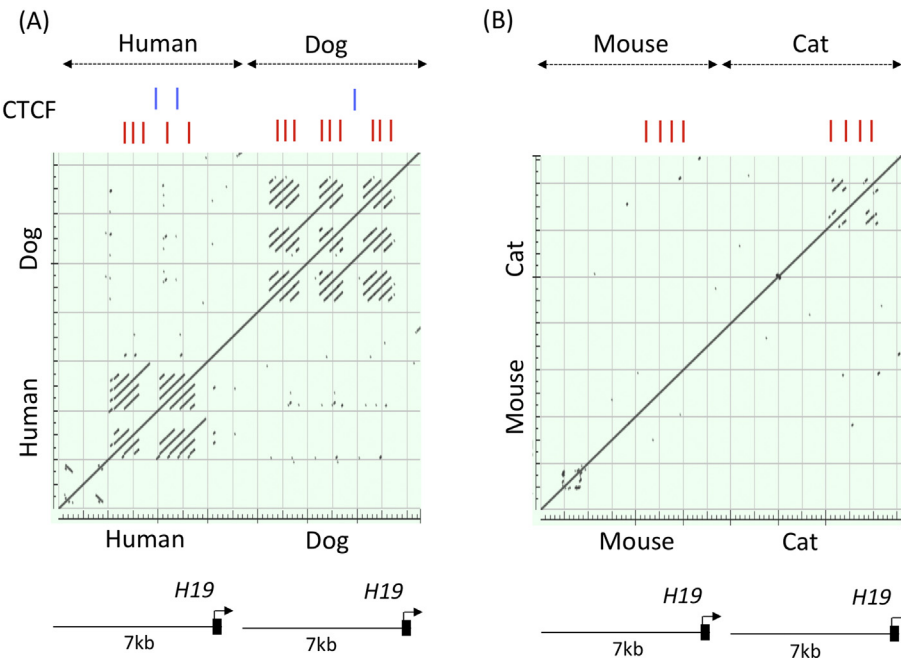 (A)
Human Dog
CTCF
Dog
Human
Human Dog
H19 H19
7kb 7kb
(B)
Mouse Cat
Cat
Mouse
Mouse Cat
H19 H19
7kb 7kb